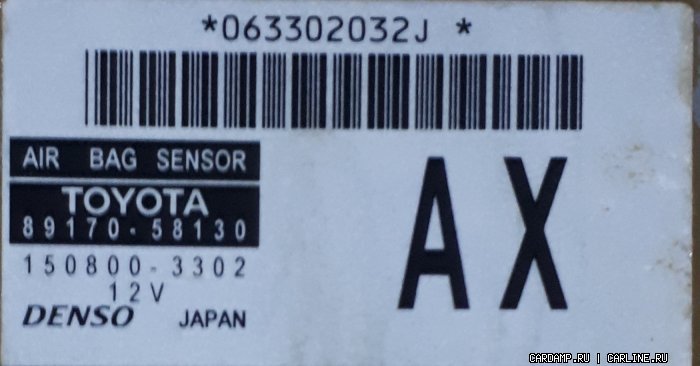 *063302032J *
AIR BAG SENSOR
TOYOTA
89170-58130
150800-3302
12V
DENSO JAPAN
AX
CARDAMP.RU | CARLINE.RU